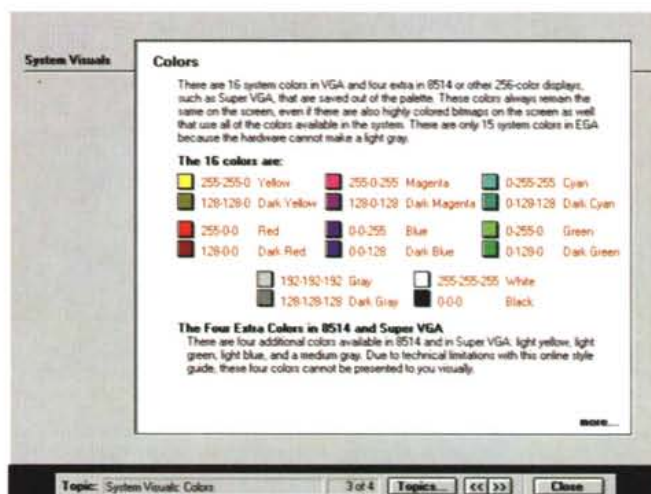 System Visuals
Colors
There are 16 system colors in VGA and four extra in 8514 or other 256-color displays,
such as Super VGA, that are saved out of the palette. These colors always remain the
same on the screen, even if there are also highly colored bitmaps on the screen as well
that use all of the colors available in the system. There are only 15 system colors in EGA
because the hardware cannot make a light gray.
The 16 colors are:
255-255-0 Yellow 255-0-255 Magenta 0-255-255 Cyan
128-128-0 Dark Yellow 128-0-128 Dark Magenta 0-128-128 Dark Cyan
255-0-0 Red 0-0-255 Blue 0-255-0 Green
128-0-0 Dark Red 0-0-128 Dark Blue 0-128-0 Dark Green
192-192-192 Gray 255-255-255 White
128-128-128 Dark Gray 0-0-0 Black
The Four Extra Colors in 8514 and Super VGA
There are four additional colors available in 8514 and in Super VGA: light yellow, light
green, light blue, and a medium gray. Due to technical limitations with this online style
guide, these four colors cannot be presented to you visually.
more...
Topic: System Visuals: Colors 3 of 4 Topics... << >> Close